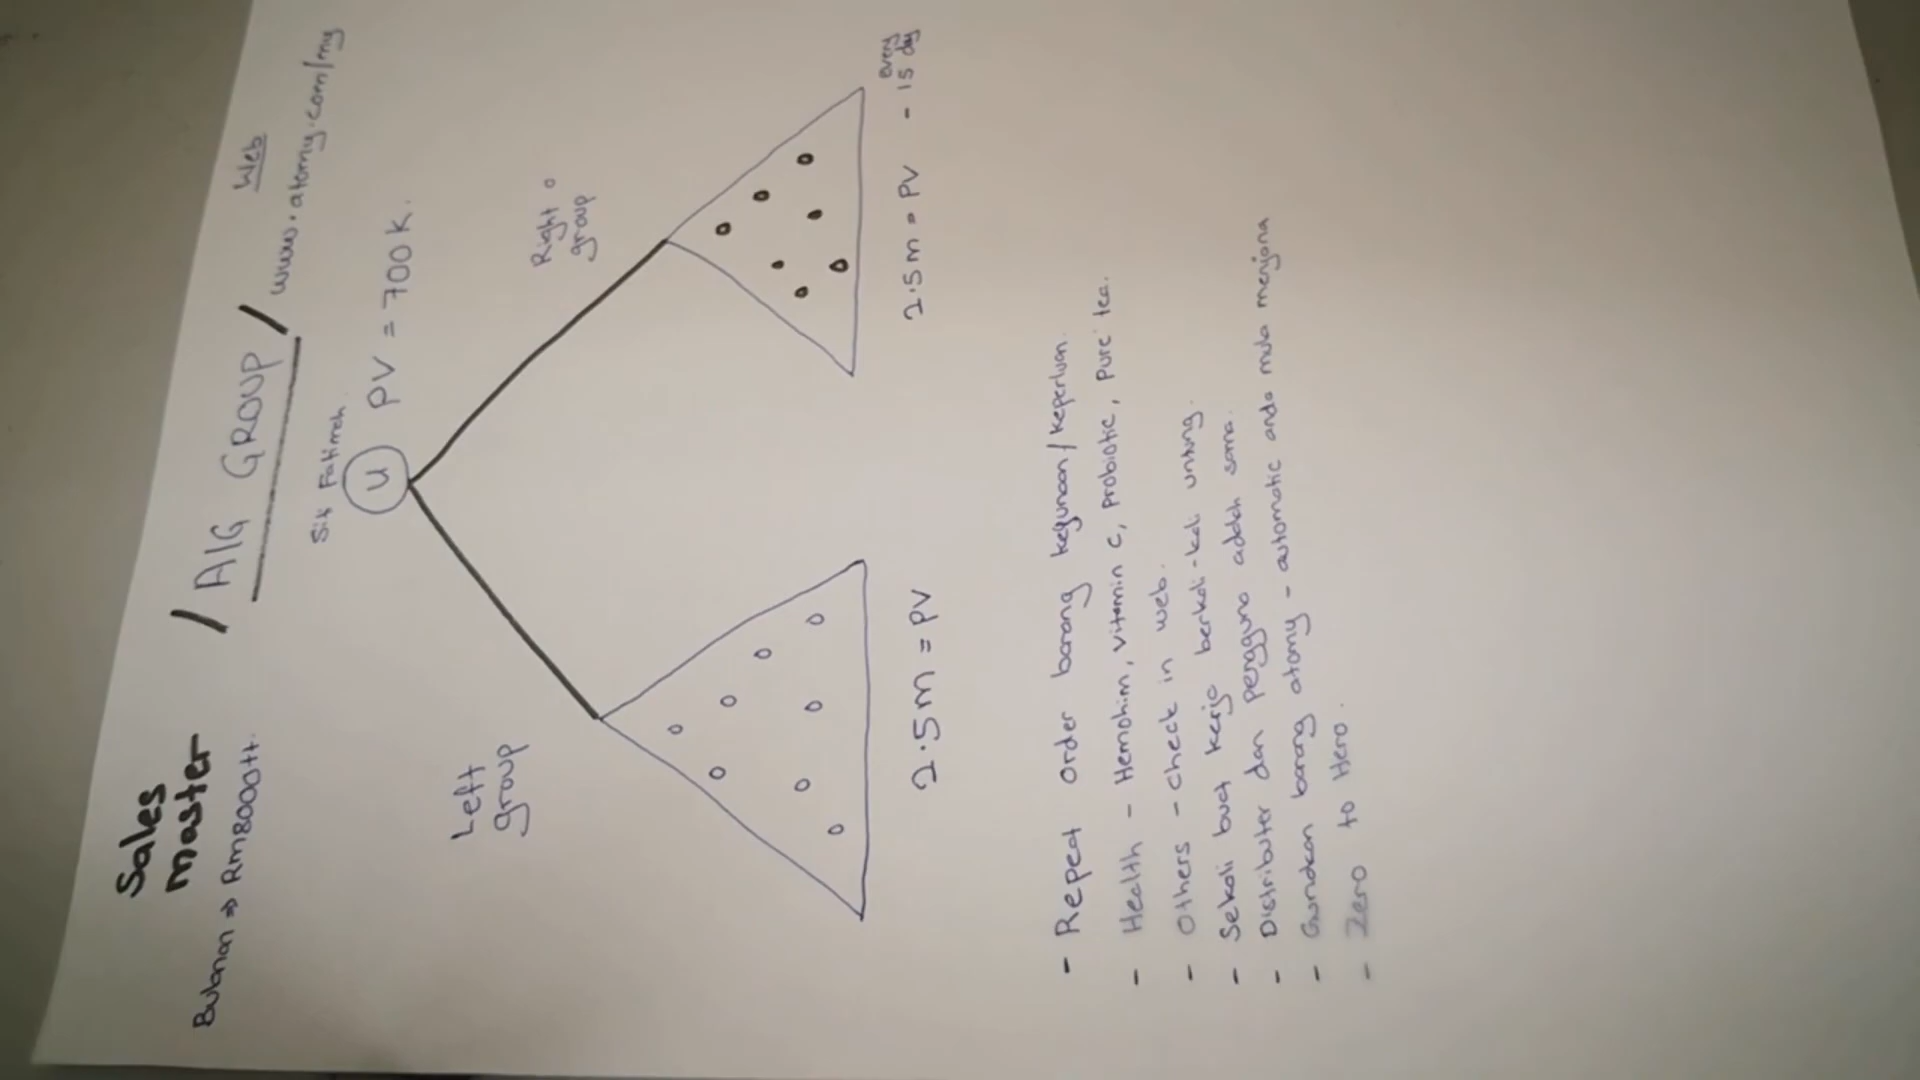 Sales
master
Bulanan ⇒ Rm8000++
/ AIG GROUP /
Web
www.atomy.com/my
Siti Fatimah
U
PV = 700K.
Left
group
Right
group
2.5m = PV
2.5m = PV - every 15 day
- Repeat Order barang kegunaan/keperluan.
- Health - Hemohim, vitamin c, probiotic, pure tea.
- Others - check in web.
- Sekali buat kerja berkali-kali untung.
- Distributer dan pengguna adalah sama.
- Gunakan barang atomy - automatic anda mula menjana
- Zero to Hero.